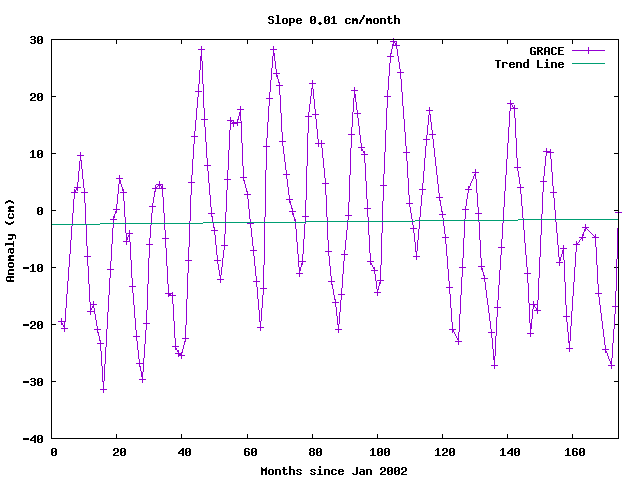 Slope 0.01 cm/month
GRACE
Trend Line
30
20
10
0
-10
-20
-30
-40
Anomaly (cm)
0 20 40 60 80 100 120 140 160
Months since Jan 2002